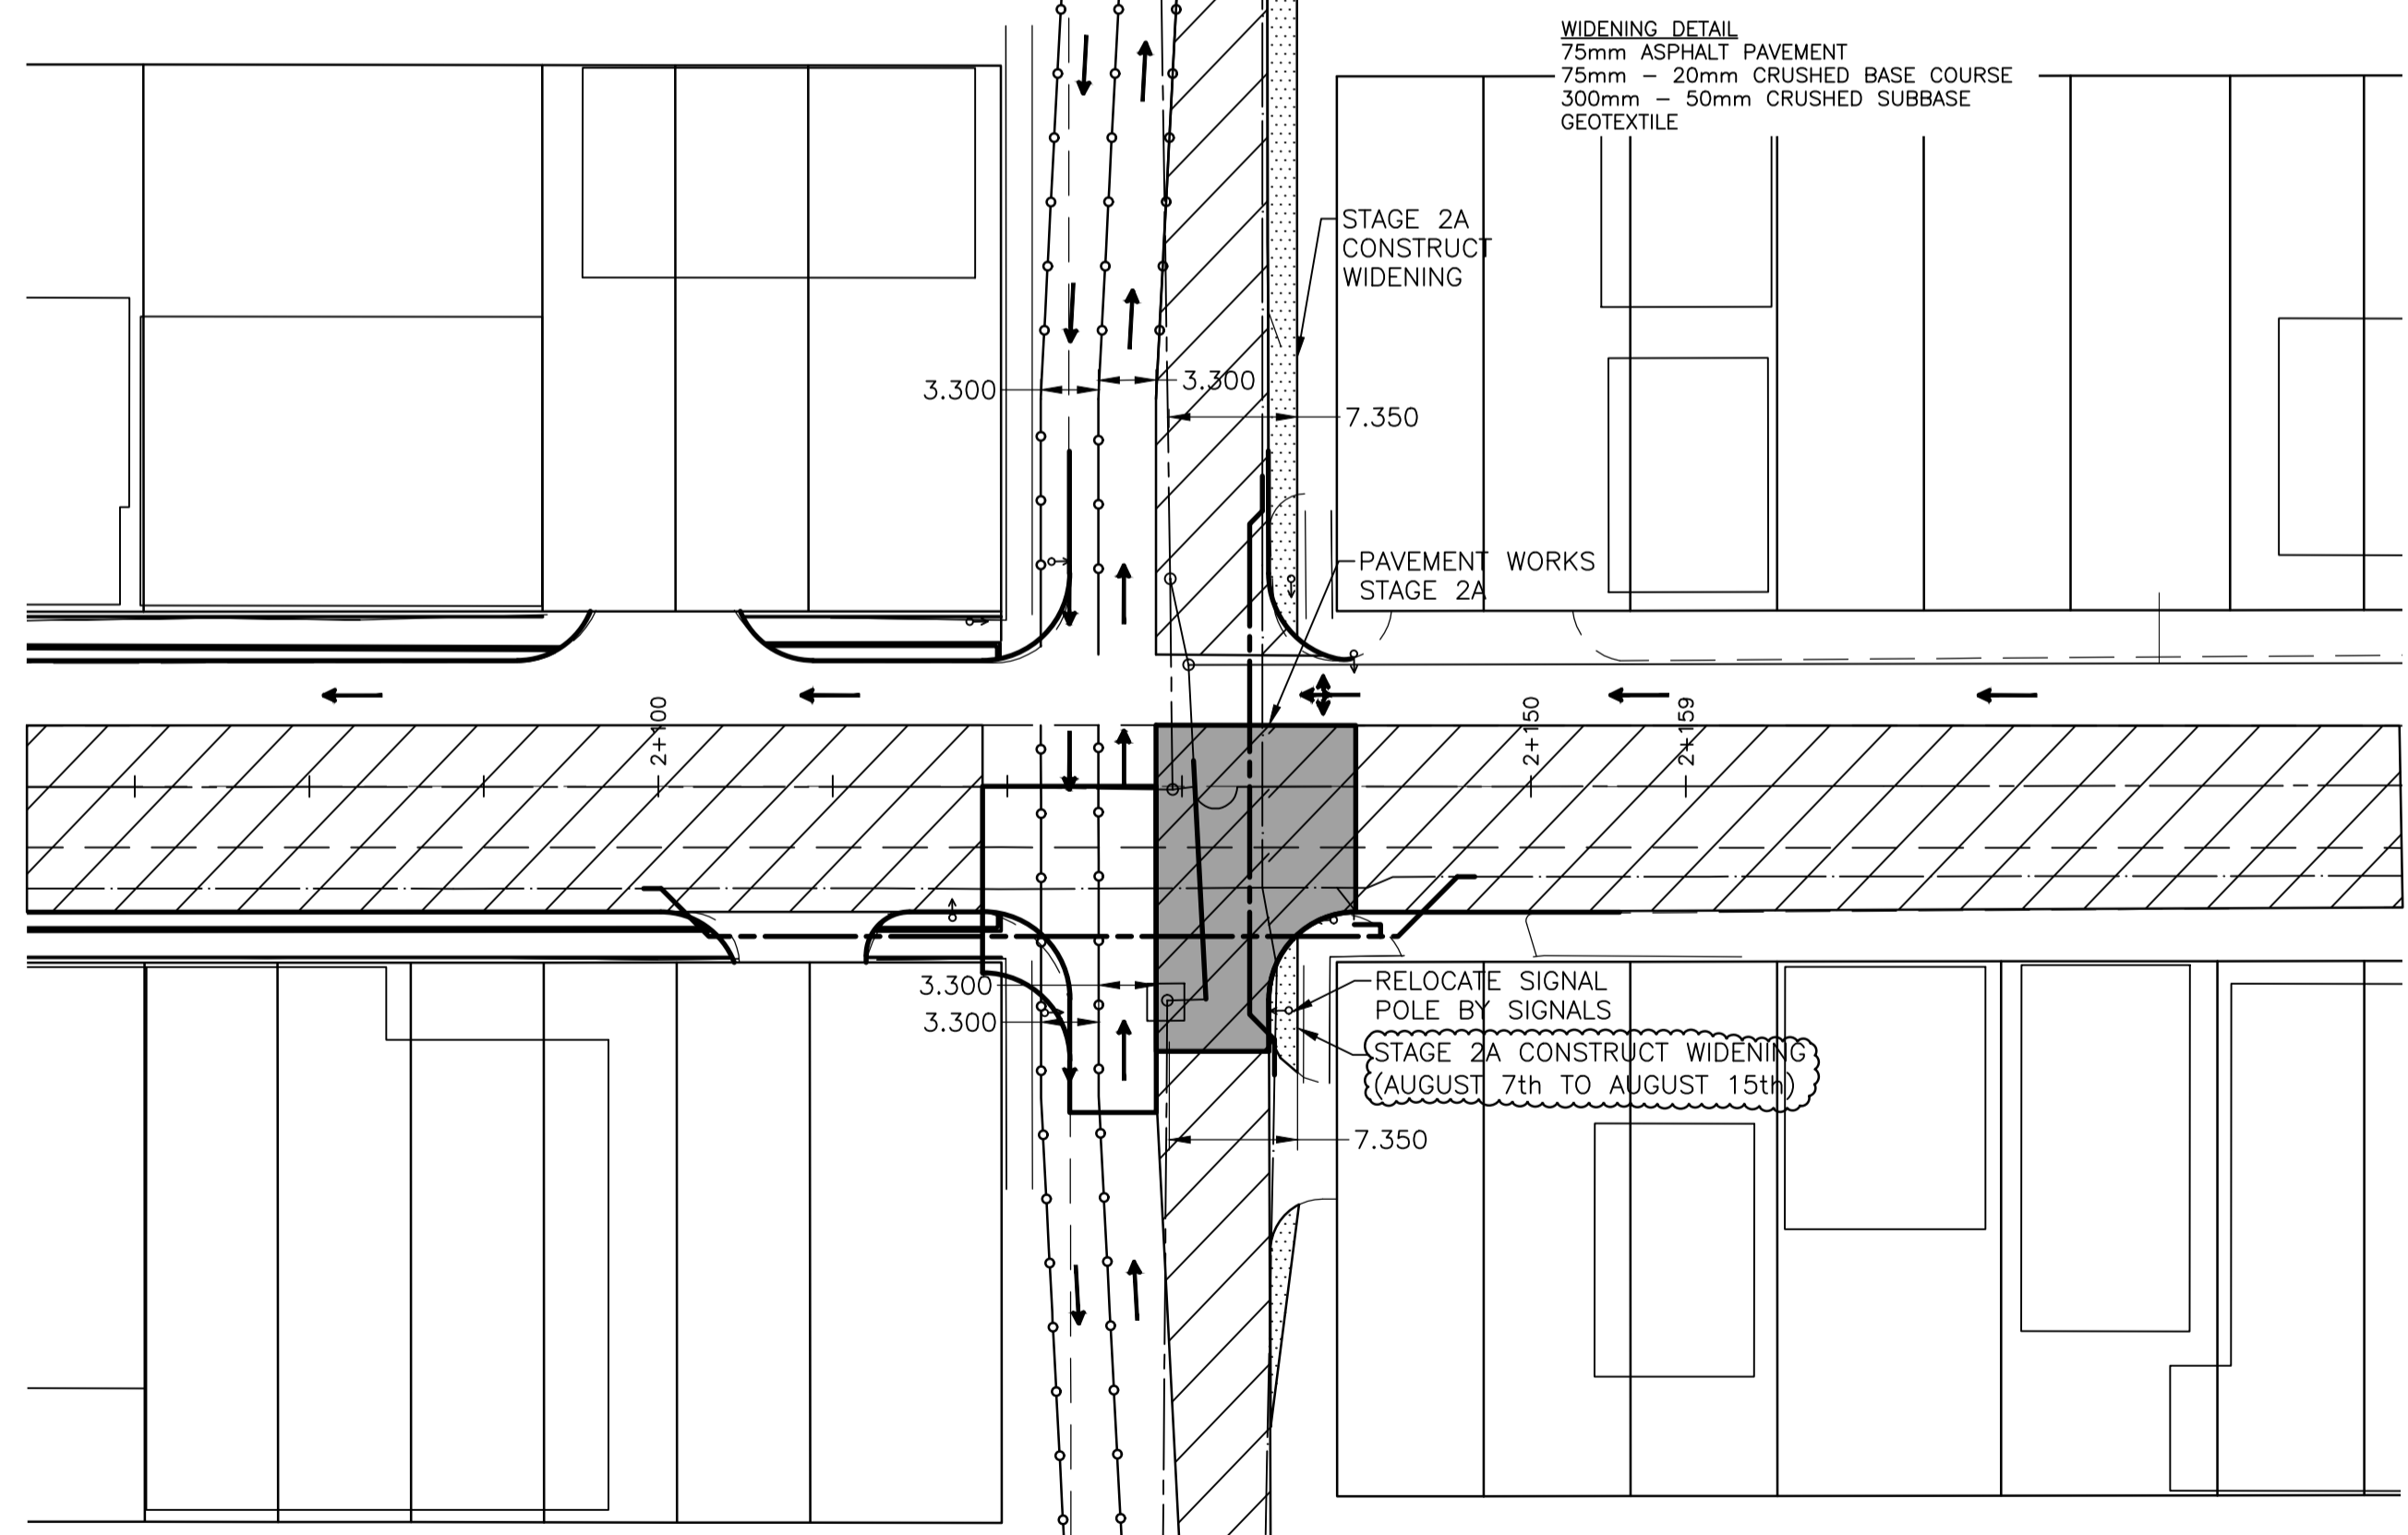 WIDENING DETAIL
75mm ASPHALT PAVEMENT
75mm - 20mm CRUSHED BASE COURSE
300mm - 50mm CRUSHED SUBBASE
GEOTEXTILE
STAGE 2A
CONSTRUCT
WIDENING
3.300
3.300
7.350
PAVEMENT WORKS
STAGE 2A
2+100
2+150
2+159
3.300
3.300
RELOCATE SIGNAL
POLE BY SIGNALS
STAGE 2A CONSTRUCT WIDENING
(AUGUST 7th TO AUGUST 15th)
7.350